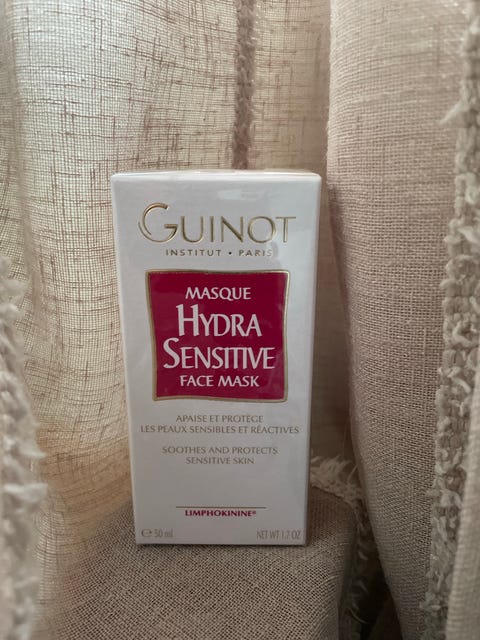 GUINOT
INSTITUT • PARIS
MASQUE
HYDRA
SENSITIVE
FACE MASK
APAISE ET PROTÈGE
LES PEAUX SENSIBLES ET RÉACTIVES
SOOTHES AND PROTECTS
SENSITIVE SKIN
LIMPHOKININE®
℮ 50 ml NET WT 1.7 OZ